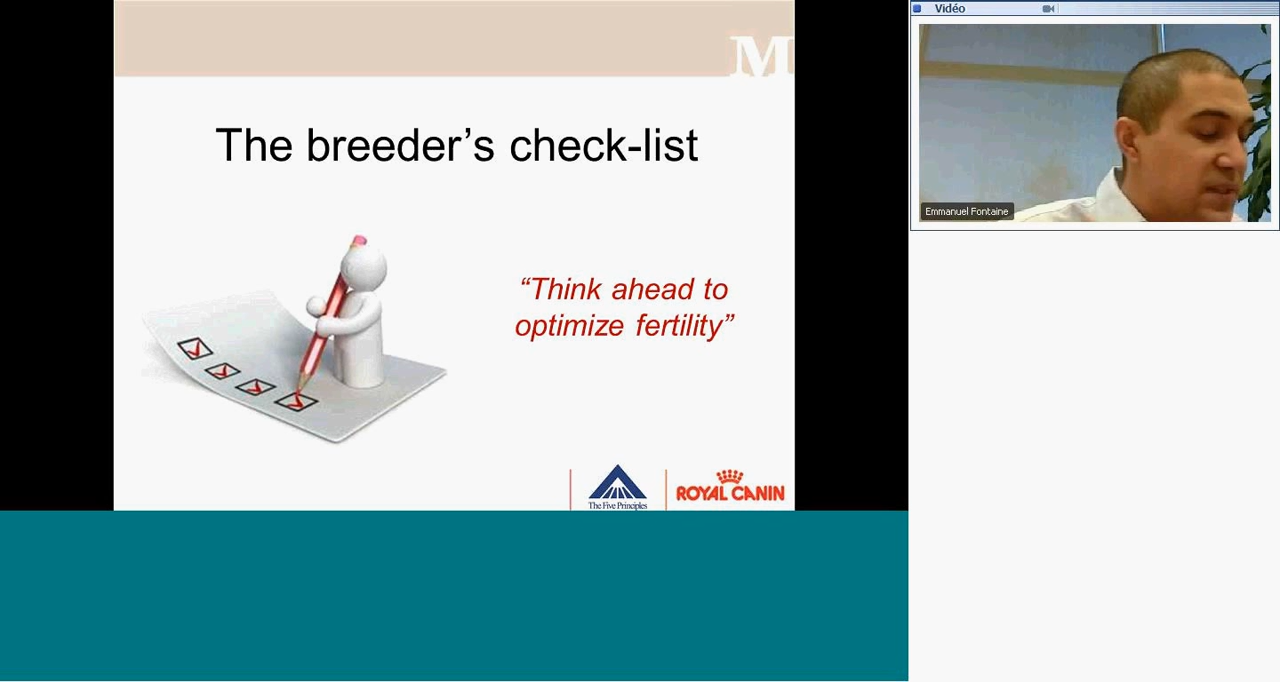 M
The breeder’s check-list
“Think ahead to
optimize fertility”
The Five Principles
ROYAL CANIN
Vidéo
Emmanuel Fontaine